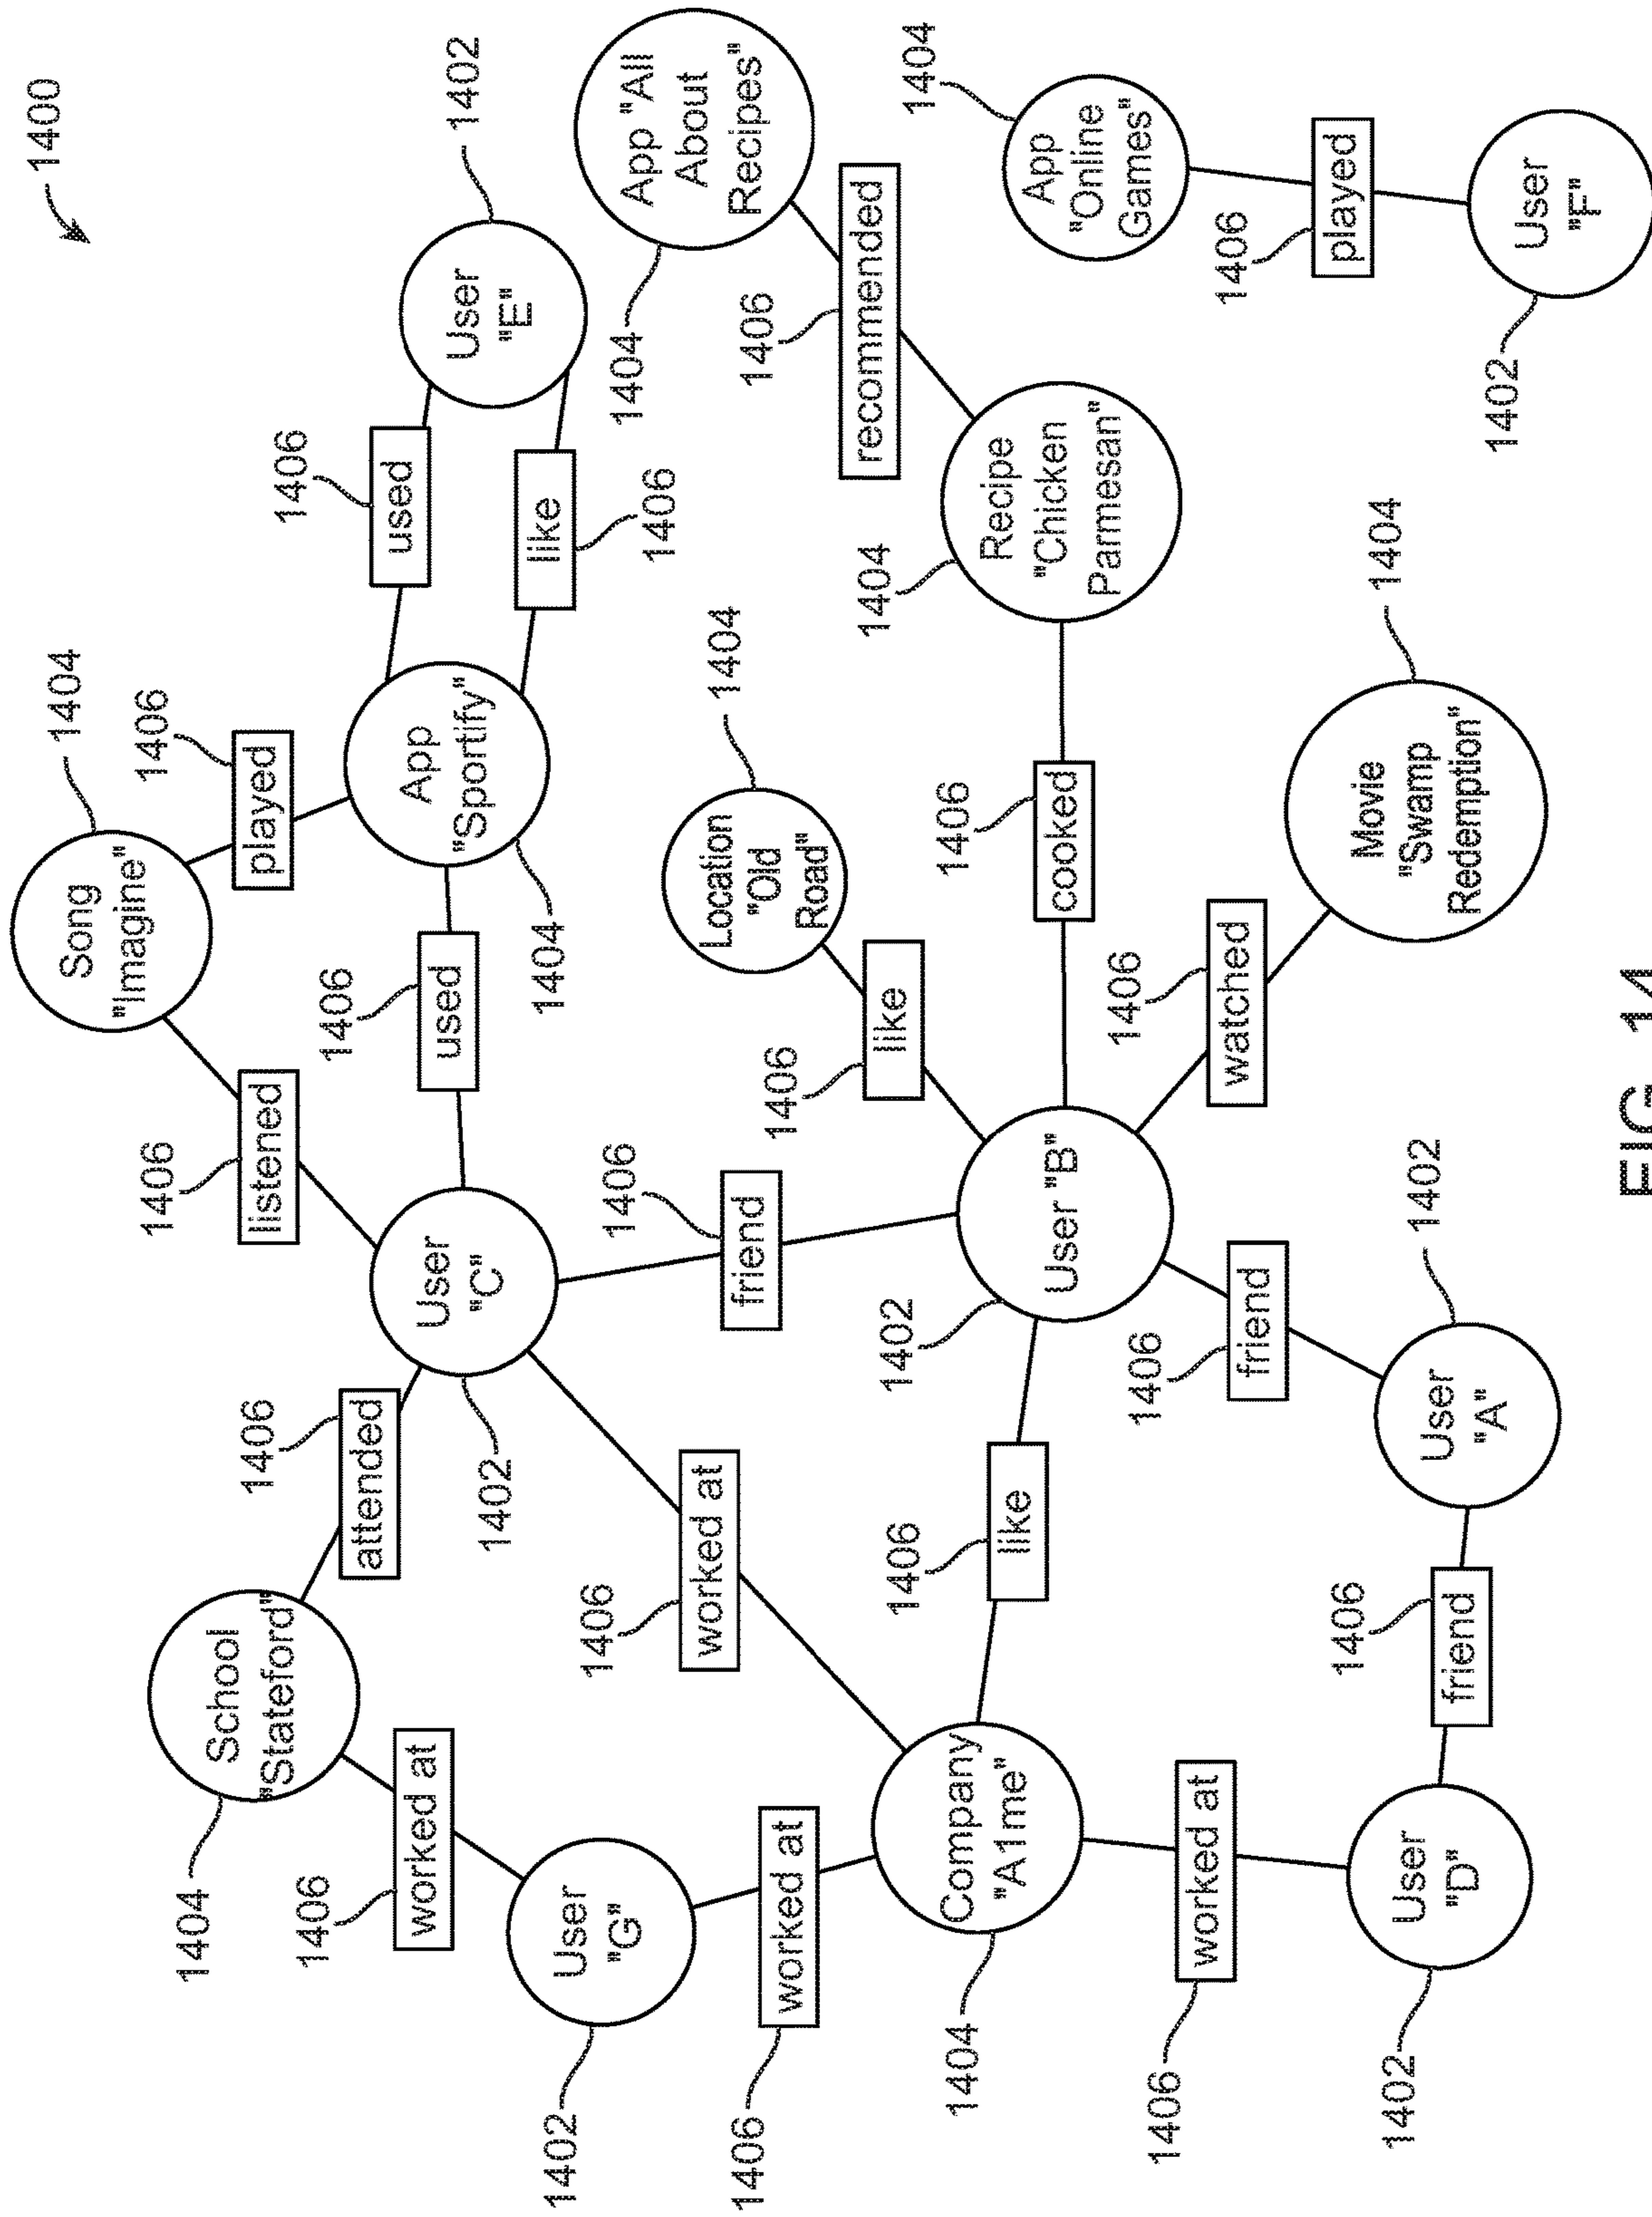 1400
Song
"Imagine"
1404
1406
played
School
"Stateford"
1404
1406
attended
1406
listened
1406
used
User
"E"
1402
1406
worked at
User
"C"
1402
1406
used
App
"Sportify"
1404
like
1406
User
"G"
1402
1406
worked at
1406
friend
Location
"Old
Road"
1404
App "All
About
Recipes"
1404
1406
worked at
1406
like
1406
recommended
Company
"A1me"
1404
1406
like
User "B"
1402
1406
cooked
Recipe
"Chicken
Parmesan"
1404
App
"Online
Games"
1404
1406
worked at
1406
friend
1406
watched
1406
played
User
"D"
1402
1406
friend
User
"A"
1402
Movie
"Swamp
Redemption"
1404
User
"F"
1402
FIG. 14